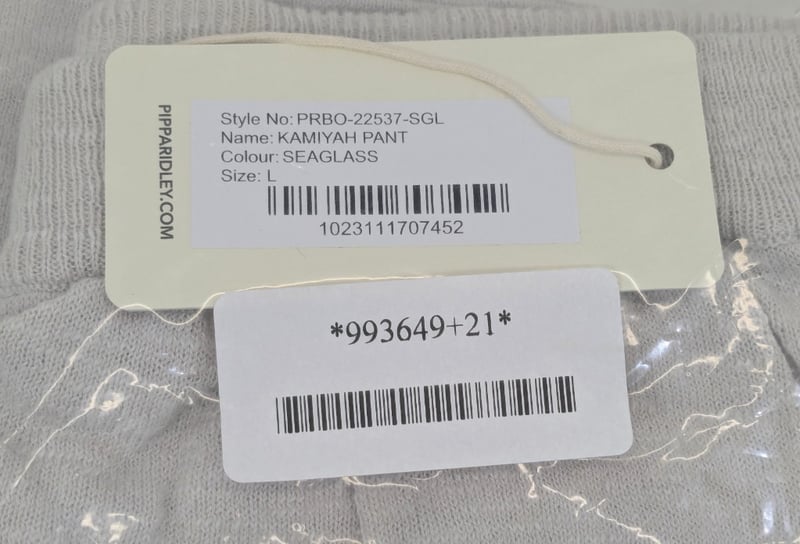 PIPPARIDLEY.COM
Style No: PRBO-22537-SGL
Name: KAMIYAH PANT
Colour: SEAGLASS
Size: L
1023111707452
*993649+21*